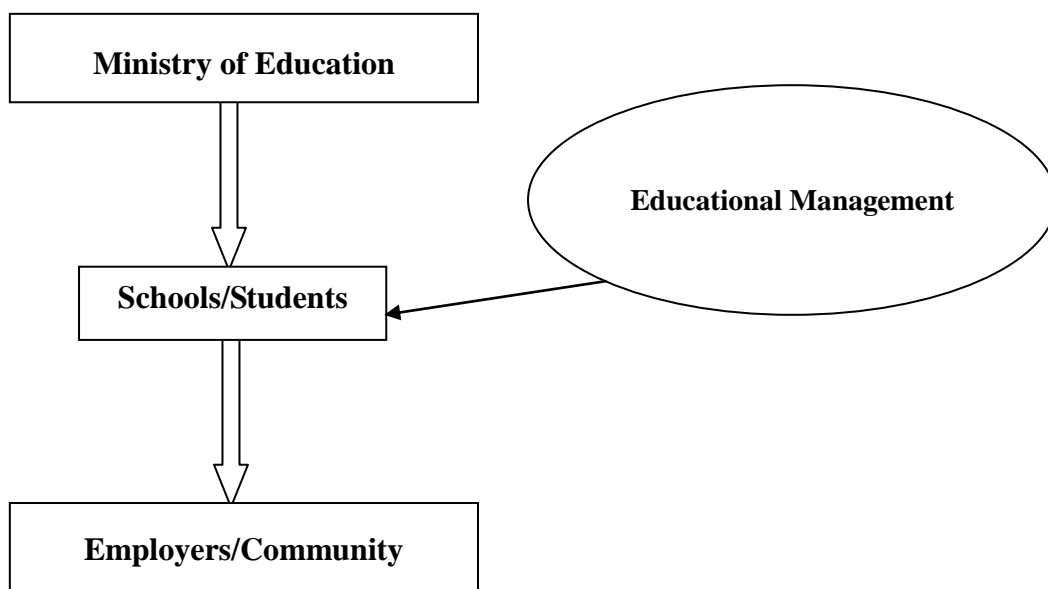 Ministry of Education
Educational Management
Schools/Students
Employers/Community